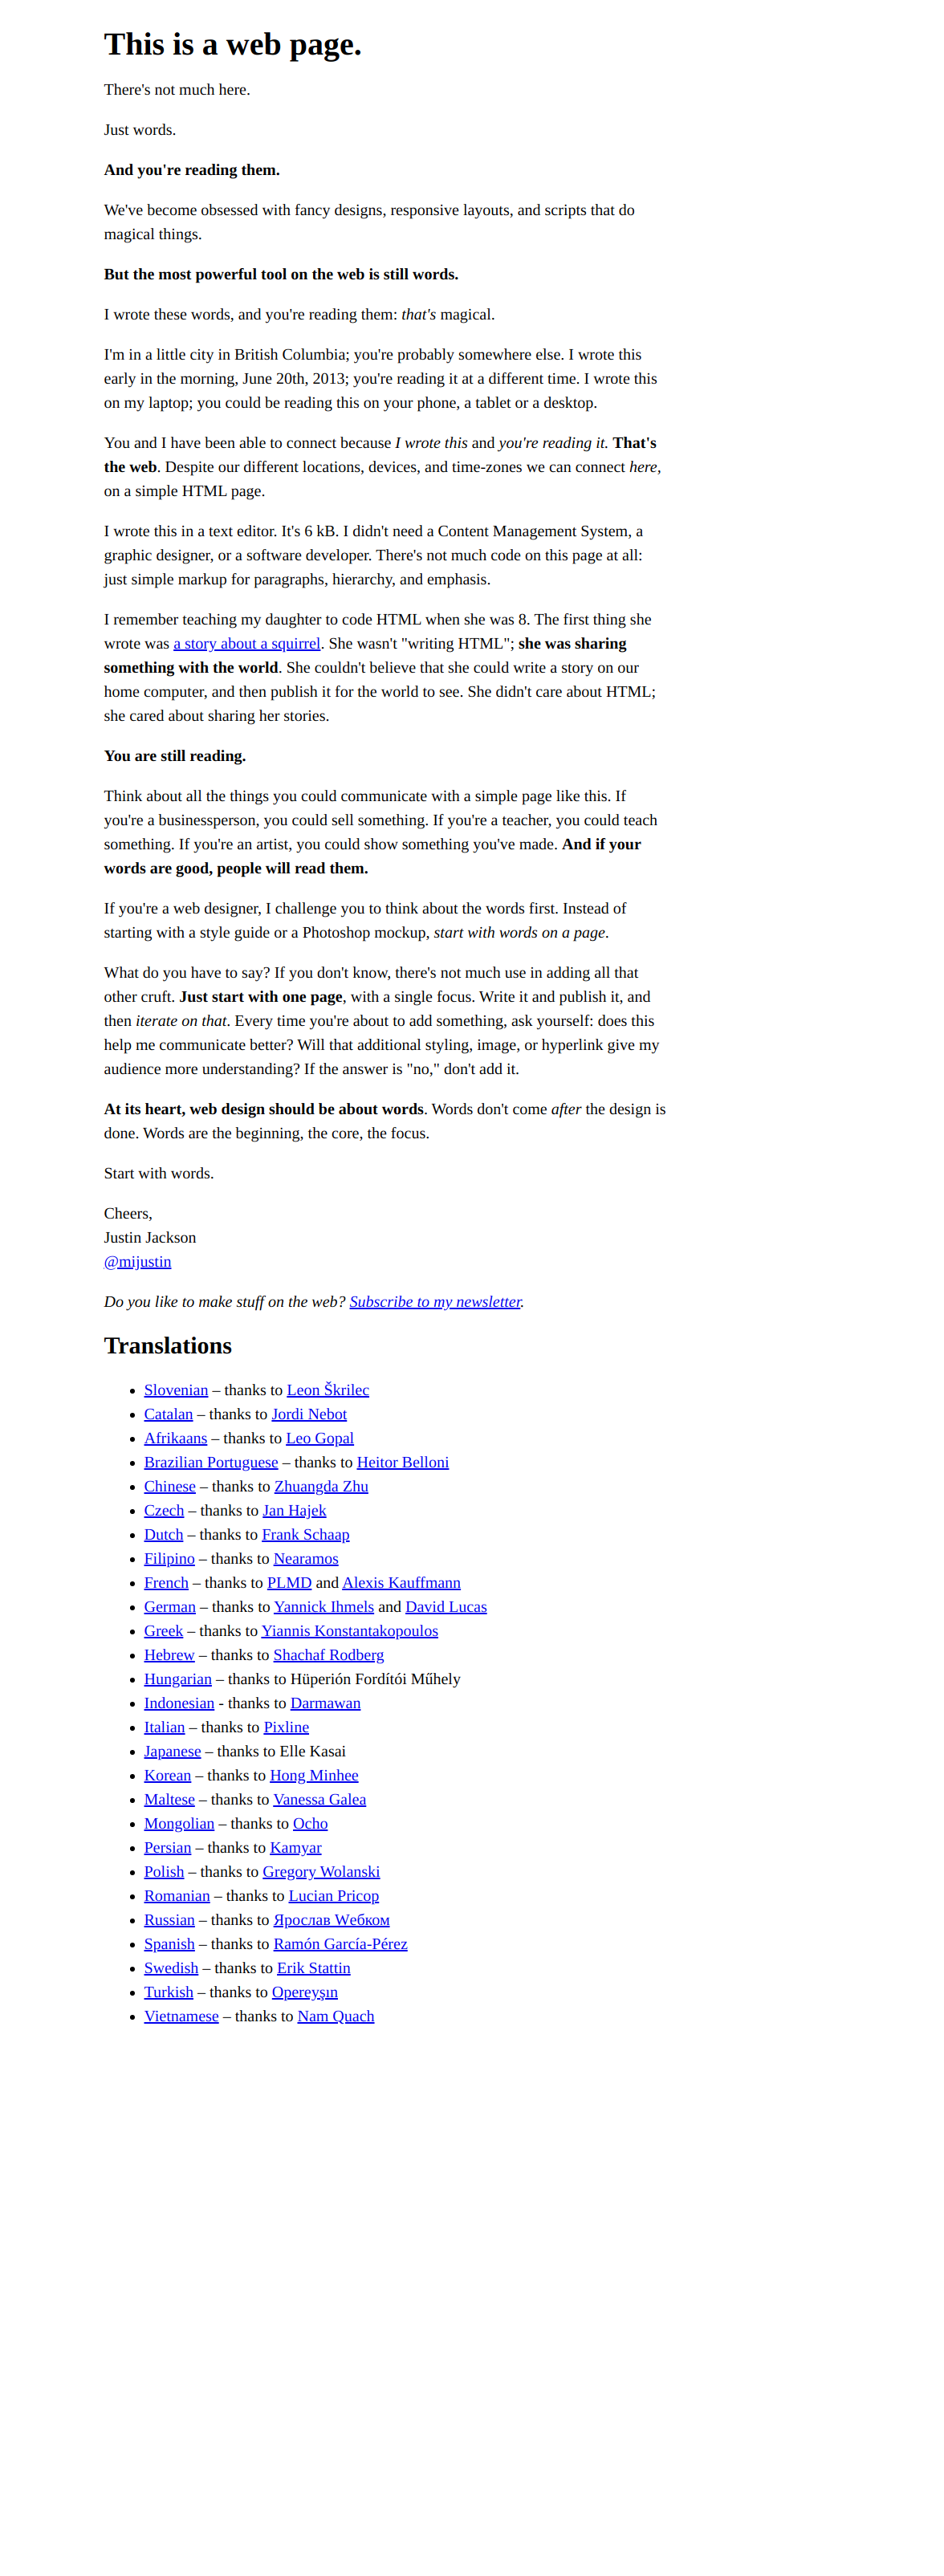 This is a web page.
There's not much here.
Just words.
And you're reading them.
We've become obsessed with fancy designs, responsive layouts, and scripts that do
magical things.
But the most powerful tool on the web is still words.
I wrote these words, and you're reading them: that's magical.
I'm in a little city in British Columbia; you're probably somewhere else. I wrote this
early in the morning, June 20th, 2013; you're reading it at a different time. I wrote this
on my laptop; you could be reading this on your phone, a tablet or a desktop.
You and I have been able to connect because I wrote this and you're reading it. That's
the web. Despite our different locations, devices, and time-zones we can connect here,
on a simple HTML page.
I wrote this in a text editor. It's 6 kB. I didn't need a Content Management System, a
graphic designer, or a software developer. There's not much code on this page at all:
just simple markup for paragraphs, hierarchy, and emphasis.
I remember teaching my daughter to code HTML when she was 8. The first thing she
wrote was a story about a squirrel. She wasn't "writing HTML"; she was sharing
something with the world. She couldn't believe that she could write a story on our
home computer, and then publish it for the world to see. She didn't care about HTML;
she cared about sharing her stories.
You are still reading.
Think about all the things you could communicate with a simple page like this. If
you're a businessperson, you could sell something. If you're a teacher, you could teach
something. If you're an artist, you could show something you've made. And if your
words are good, people will read them.
If you're a web designer, I challenge you to think about the words first. Instead of
starting with a style guide or a Photoshop mockup, start with words on a page.
What do you have to say? If you don't know, there's not much use in adding all that
other cruft. Just start with one page, with a single focus. Write it and publish it, and
then iterate on that. Every time you're about to add something, ask yourself: does this
help me communicate better? Will that additional styling, image, or hyperlink give my
audience more understanding? If the answer is "no," don't add it.
At its heart, web design should be about words. Words don't come after the design is
done. Words are the beginning, the core, the focus.
Start with words.
Cheers,
Justin Jackson
@mijustin
Do you like to make stuff on the web? Subscribe to my newsletter.
Translations
• Slovenian – thanks to Leon Škrilec
• Catalan – thanks to Jordi Nebot
• Afrikaans – thanks to Leo Gopal
• Brazilian Portuguese – thanks to Heitor Belloni
• Chinese – thanks to Zhuangda Zhu
• Czech – thanks to Jan Hajek
• Dutch – thanks to Frank Schaap
• Filipino – thanks to Nearamos
• French – thanks to PLMD and Alexis Kauffmann
• German – thanks to Yannick Ihmels and David Lucas
• Greek – thanks to Yiannis Konstantakopoulos
• Hebrew – thanks to Shachaf Rodberg
• Hungarian – thanks to Hüperión Fordítói Műhely
• Indonesian - thanks to Darmawan
• Italian – thanks to Pixline
• Japanese – thanks to Elle Kasai
• Korean – thanks to Hong Minhee
• Maltese – thanks to Vanessa Galea
• Mongolian – thanks to Ocho
• Persian – thanks to Kamyar
• Polish – thanks to Gregory Wolanski
• Romanian – thanks to Lucian Pricop
• Russian – thanks to Ярослав Вебком
• Spanish – thanks to Ramón García-Pérez
• Swedish – thanks to Erik Stattin
• Turkish – thanks to Opereyşın
• Vietnamese – thanks to Nam Quach